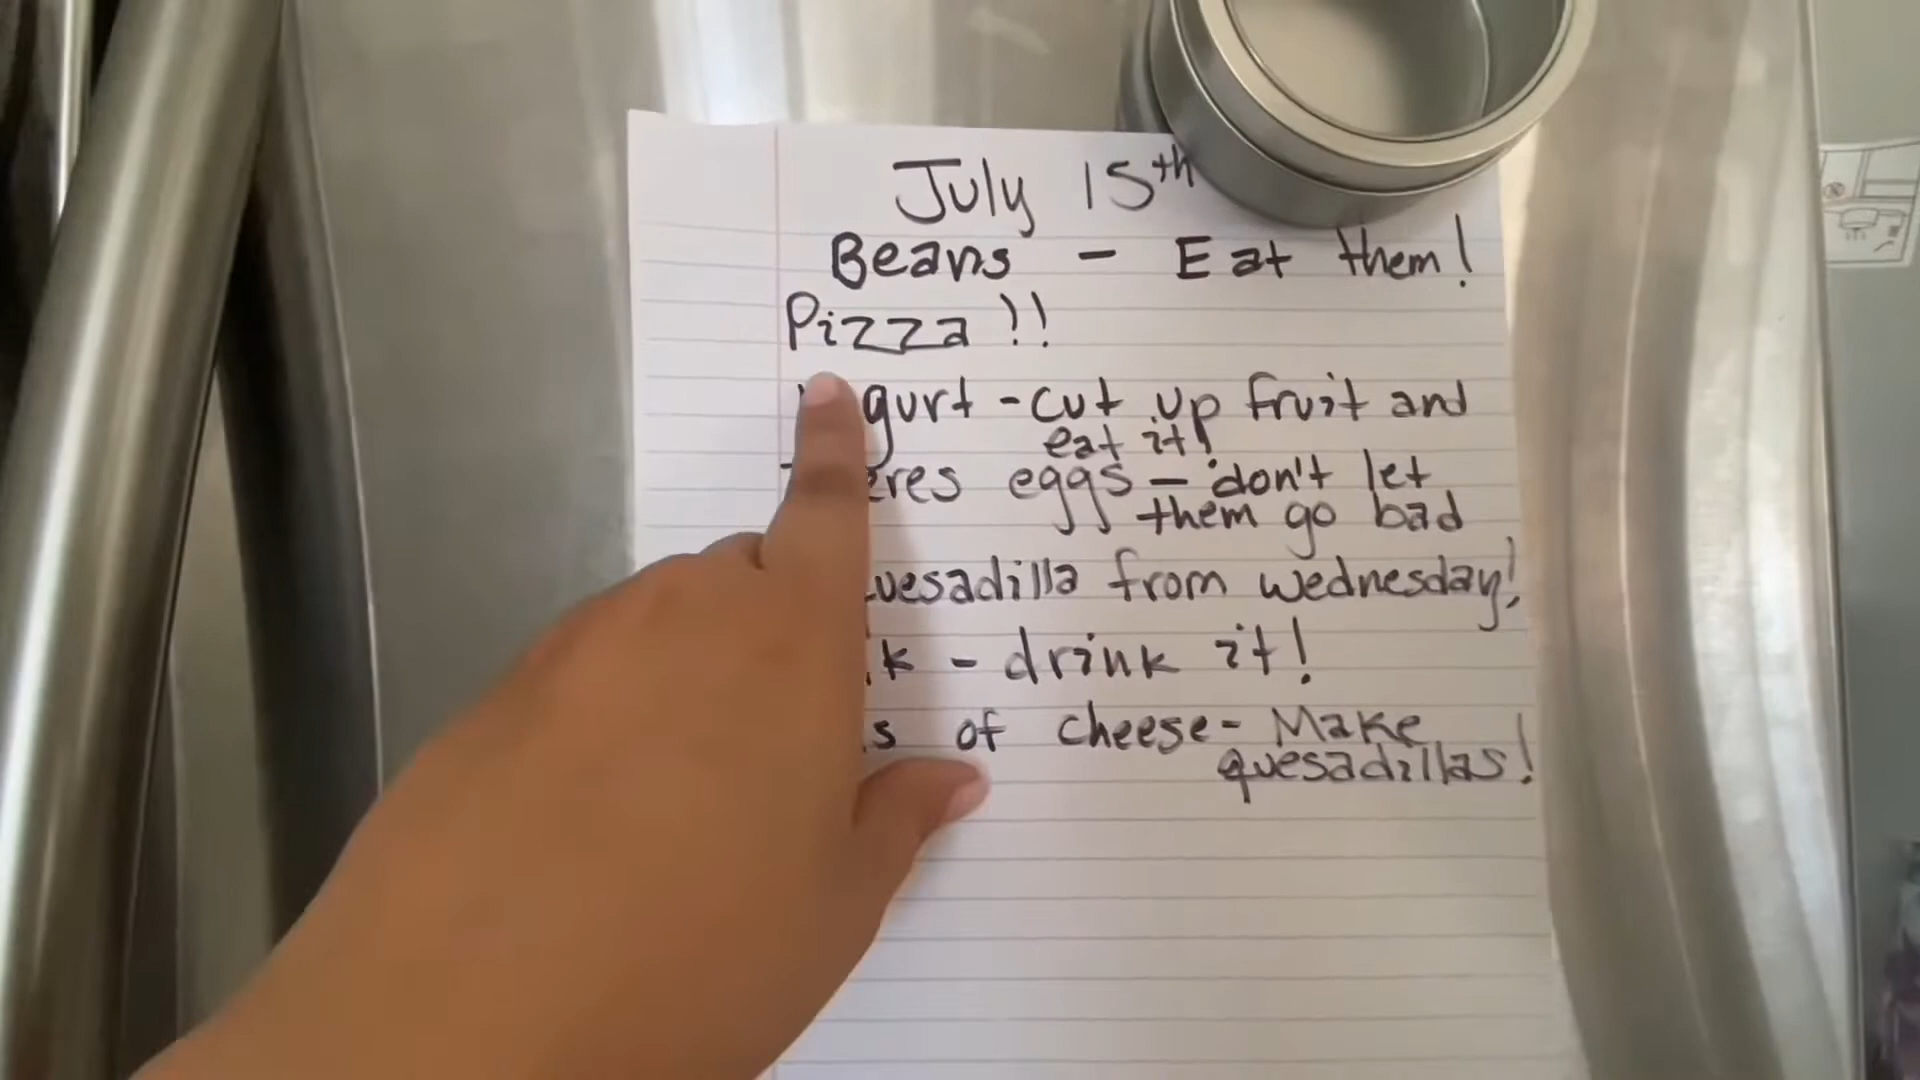 July 15th
Beans - Eat them!
Pizza!!
gurt - cut up fruit and
eat it!
eres eggs - don't let
them go bad
uesadilla from wednesday!
k - drink it!
s of cheese - Make
quesadillas!